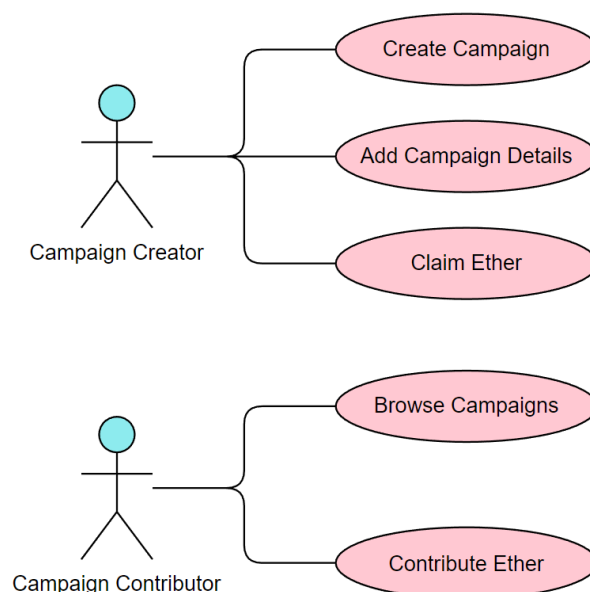 Create Campaign
Add Campaign Details
Campaign Creator
Claim Ether
Browse Campaigns
Contribute Ether
Campaign Contributor